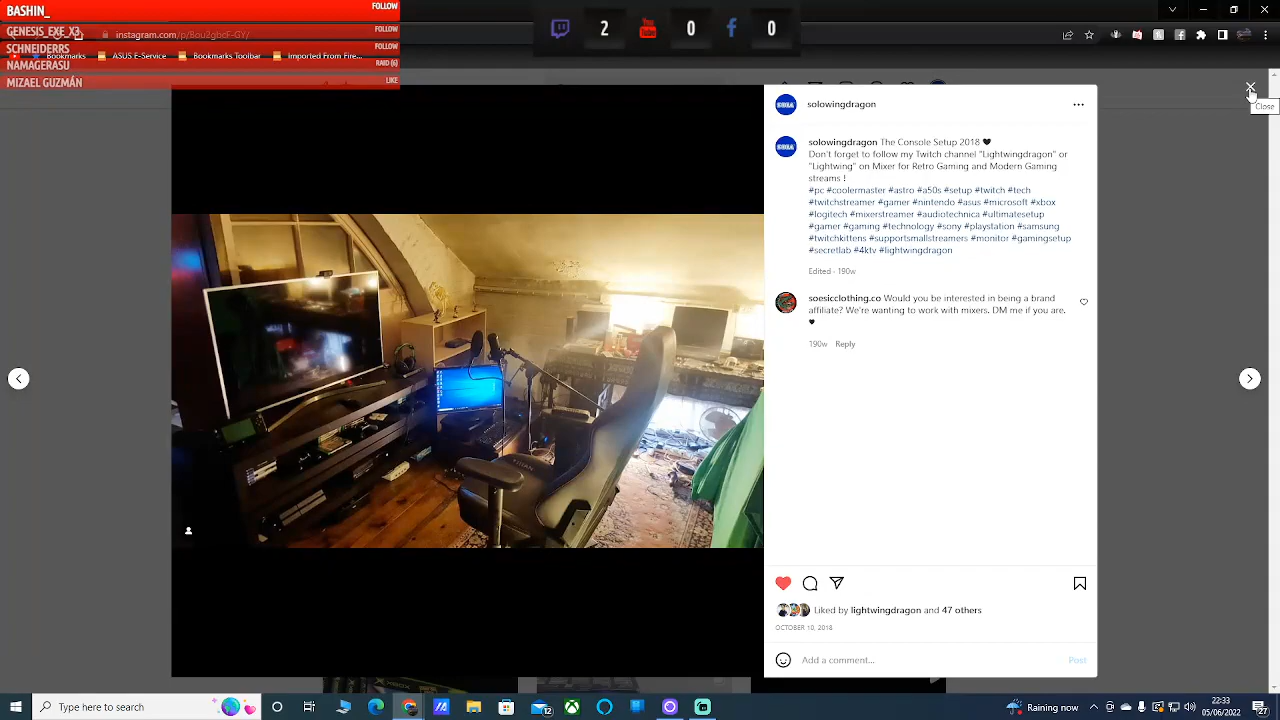 BASHIN_ FOLLOW
GENESIS_EXE_X3 FOLLOW
SCHNEIDERRS FOLLOW
NAMAGERASU RAID (6)
MIZAEL GUZMÁN LIKE
2 You Tube 0 0
instagram.com/p/Bou2gbcF-GY/
Bookmarks ASUS E-Service Bookmarks Toolbar Imported From Fire...
Close
SEGA solowingdragon
SEGA solowingdragon The Console Setup 2018 🖤
Don't forget to follow my Twitch channel "Lightwingdragon" or
"Lightwing" on Mixer for Retro Gaming and Modern Gaming
streams !
#pc #coolermaster #astro #a50s #setup #twitch #tech
#twitchstreamer #gamer #nintendo #asus #microsoft #xbox
#logitech #mixerstreamer #audiotechnica #ultimatesetup
#gamer #gaming #technology #sony #playstation #samsung
#twitchkittens #supportsmallstreamers #monitor #gamingsetup
#secretlab #4ktv #lightwingdragon
Edited · 190w
soesicclothing.co Would you be interested in being a brand
affiliate? We're wanting to work with mixers. DM me if you are.
🖤
190w Reply
Liked by lightwingdragon and 47 others
OCTOBER 10, 2018
Add a comment... Post
Type here to search
22:33
05/06/2022